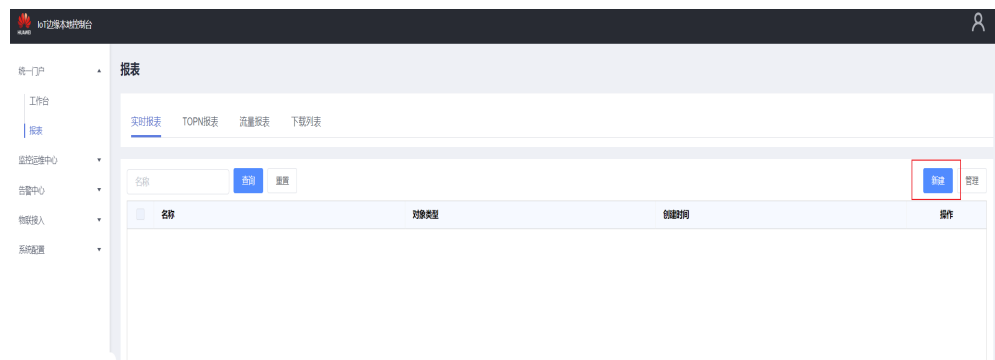 HUAWEI IoT边缘本地控制台
统一门户
工作台
报表
监控运维中心
告警中心
物联接入
系统配置
报表
实时报表 TOPN报表 流量报表 下载列表
名称 查询 重置 新建 管理
名称 对象类型 创建时间 操作